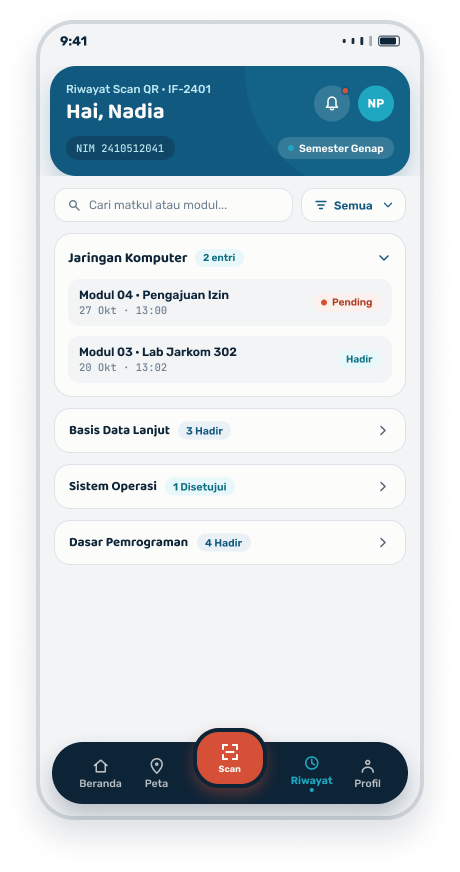 9:41
Riwayat Scan QR • IF-2401
Hai, Nadia
NP
NIM 2410512041
Semester Genap
Cari matkul atau modul...
Semua
Jaringan Komputer
2 entri
Modul 04 • Pengajuan Izin
27 Okt · 13:00
Pending
Modul 03 • Lab Jarkom 302
20 Okt · 13:02
Hadir
Basis Data Lanjut
3 Hadir
Sistem Operasi
1 Disetujui
Dasar Pemrograman
4 Hadir
Beranda
Peta
Scan
Riwayat
Profil